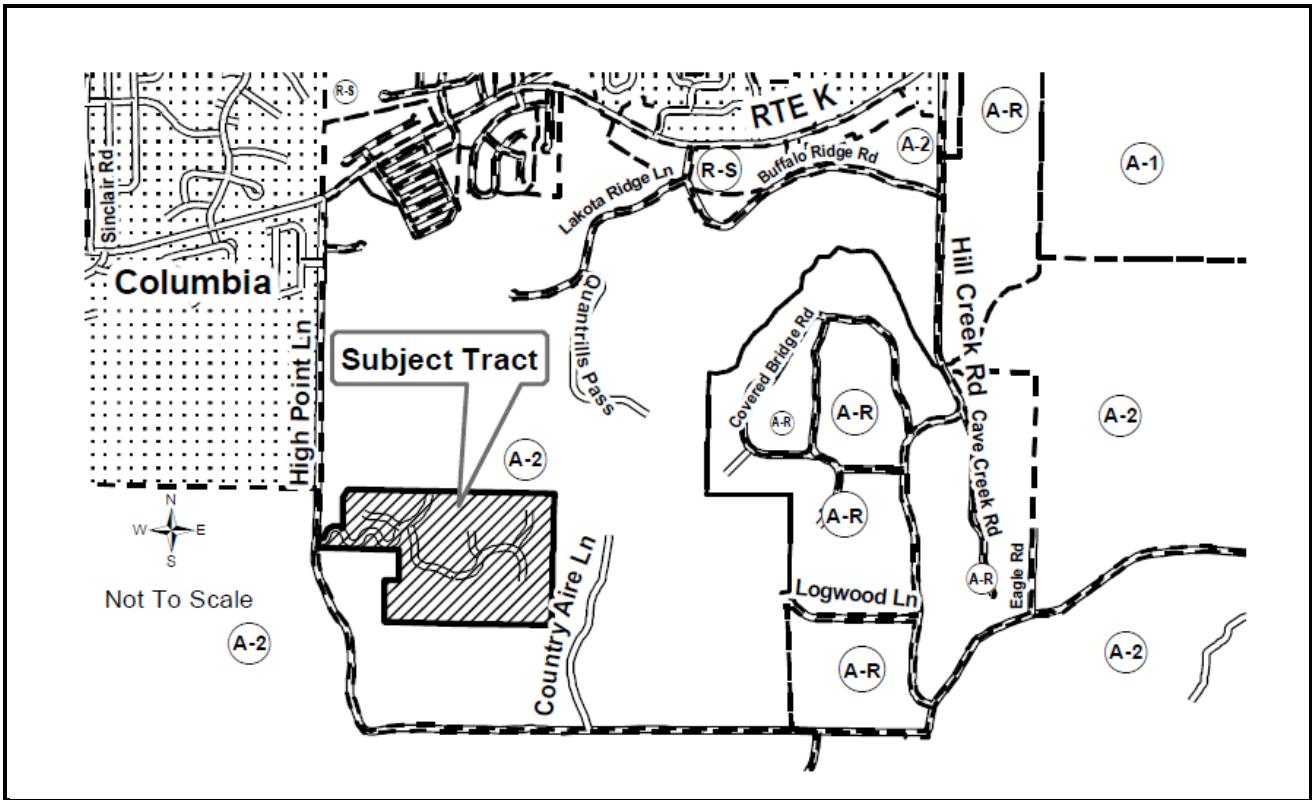 R-S
RTE K
A-R
A-2
A-1
Sinclair Rd
R-S
Buffalo Ridge Rd
Lakota Ridge Ln
Columbia
Hill Creek Rd
Quantrills Pass
High Point Ln
Subject Tract
Covered Bridge Rd
A-R
A-R
A-2
Cave Creek Rd
A-2
N
W
E
S
A-R
Not To Scale
Country Aire Ln
Logwood Ln
A-R
Eagle Rd
A-2
A-R
A-2